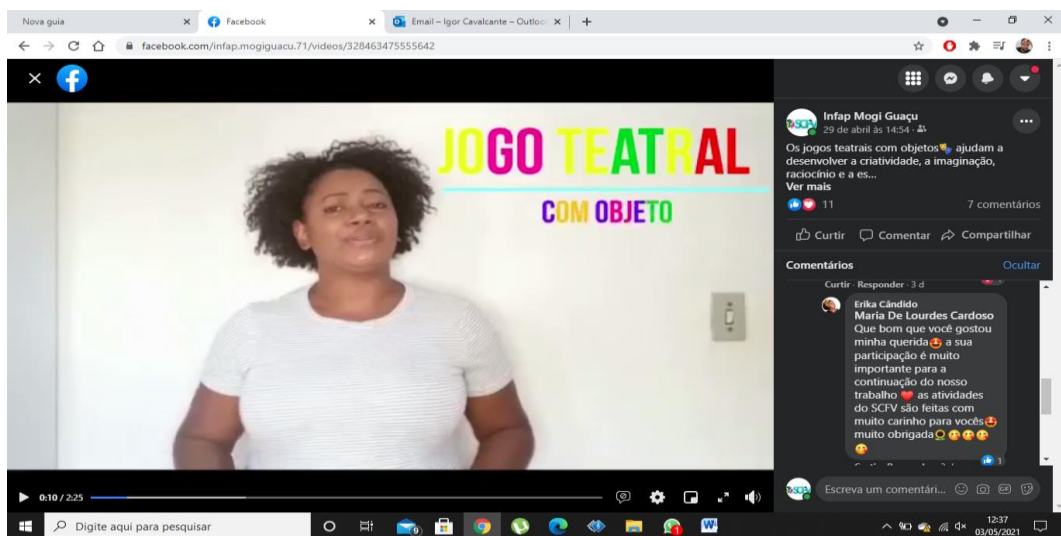 Nova guia
Facebook
Email – Igor Cavalcante – Outloo
facebook.com/infap.mogiguacu.71/videos/328463475555642
JOGO TEATRAL
COM OBJETO
Infap Mogi Guaçu
29 de abril às 14:54
Os jogos teatrais com objetos🎭 ajudam a
desenvolver a criatividade, a imaginação,
raciocínio e a es...
Ver mais
11
7 comentários
Curtir
Comentar
Compartilhar
Comentários
Ocultar
Curtir · Responder · 3 d
Erika Cândido
Maria De Lourdes Cardoso
Que bom que você gostou
minha querida🤩 a sua
participação é muito
importante para a
continuação do nosso
trabalho ❤️ as atividades
do SCFV são feitas com
muito carinho para vocês🤩
muito obrigada🌻😋😋😋
😋
1
SCFV
Escreva um comentári...
GIF
0:10 / 2:25
Digite aqui para pesquisar
12:37
03/05/2021